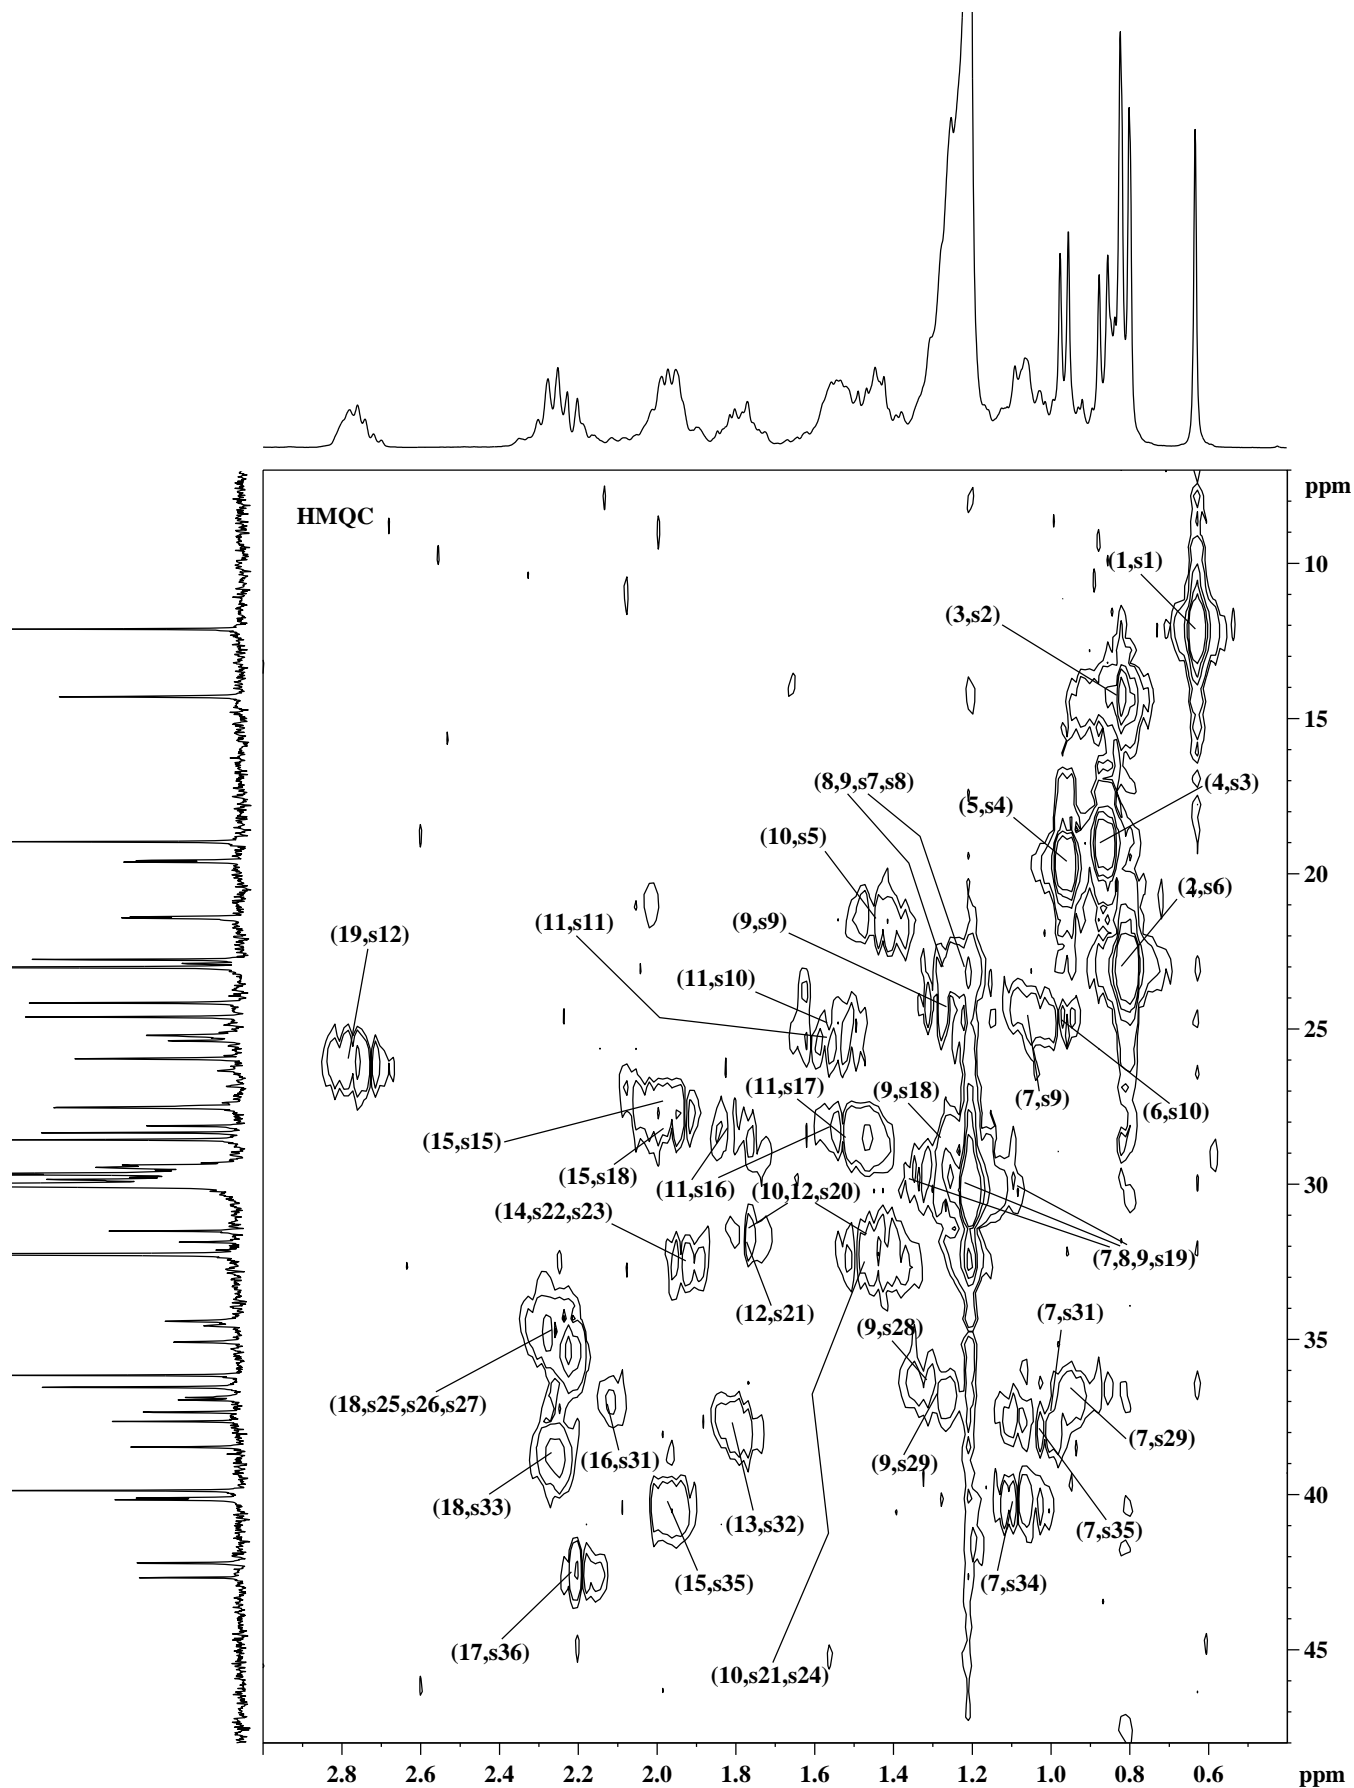 ppm
HMQC
(1,s1)
10
(3,s2)
15
(8,9,s7,s8)
(4,s3)
(5,s4)
(10,s5)
20
(2,s6)
(9,s9)
(11,s11)
(19,s12)
(11,s10)
25
(11,s17)
(9,s18)
(7,s9)
(6,s10)
(15,s15)
(15,s18)
(11,s16)
(10,12,s20)
30
(14,s22,s23)
(7,8,9,s19)
(12,s21)
(7,s31)
(9,s28)
35
(18,s25,s26,s27)
(7,s29)
(16,s31)
(9,s29)
(18,s33)
(13,s32)
40
(7,s35)
(15,s35)
(7,s34)
(17,s36)
45
(10,s21,s24)
2.8 2.6 2.4 2.2 2.0 1.8 1.6 1.4 1.2 1.0 0.8 0.6 ppm